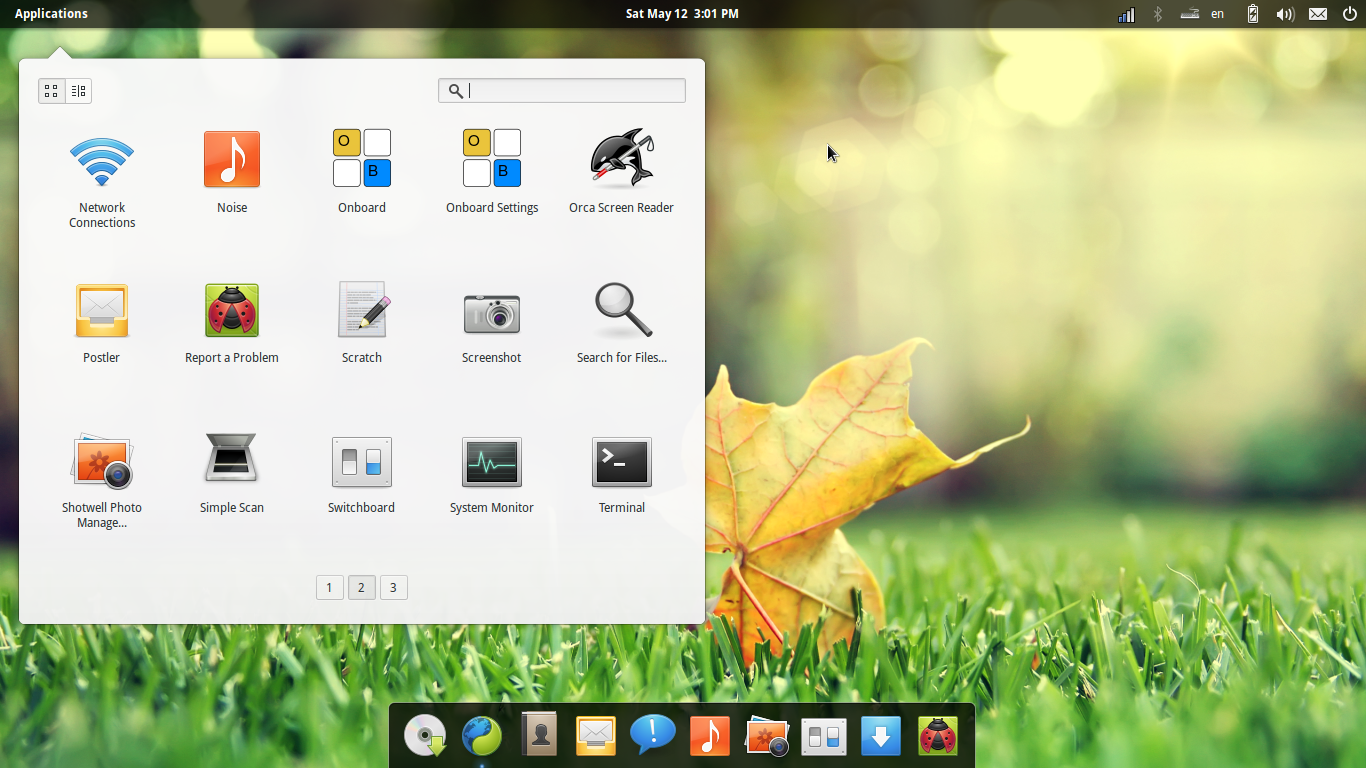 Applications
Sat May 12 3:01 PM
en
O
B
O
B
Network
Connections
Noise
Onboard
Onboard Settings
Orca Screen Reader
Postler
Report a Problem
Scratch
Screenshot
Search for Files...
>_
Shotwell Photo
Manage...
Simple Scan
Switchboard
System Monitor
Terminal
1
2
3
!